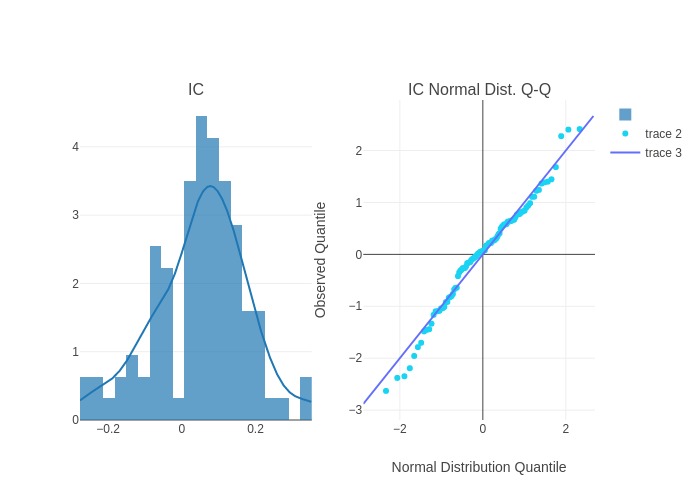 IC
IC Normal Dist. Q-Q
4
3
2
1
0
−0.2
0
0.2
Observed Quantile
2
1
0
−1
−2
−3
−2
0
2
Normal Distribution Quantile
trace 2
trace 3